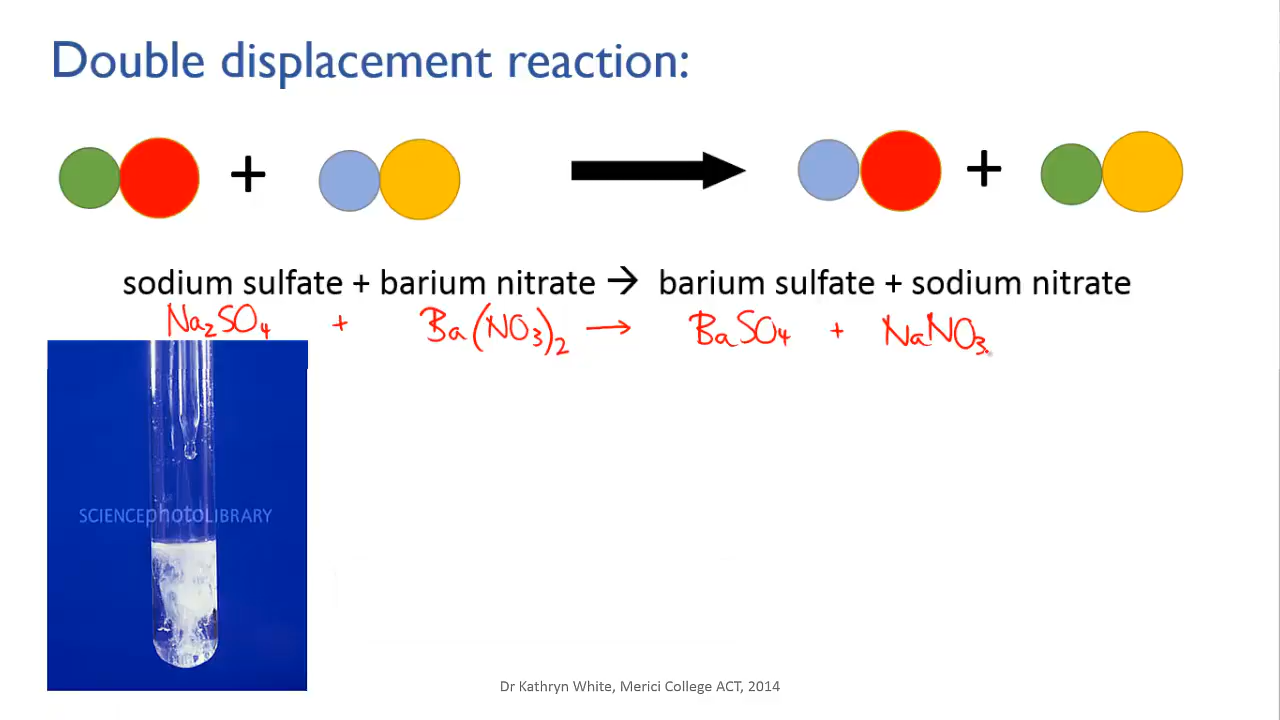 Double displacement reaction:
+ + 
sodium sulfate + barium nitrate → barium sulfate + sodium nitrate
Na₂SO₄ + Ba(NO₃)₂ → BaSO₄ + NaNO₃
SCIENCEphotoLIBRARY
Dr Kathryn White, Merici College ACT, 2014